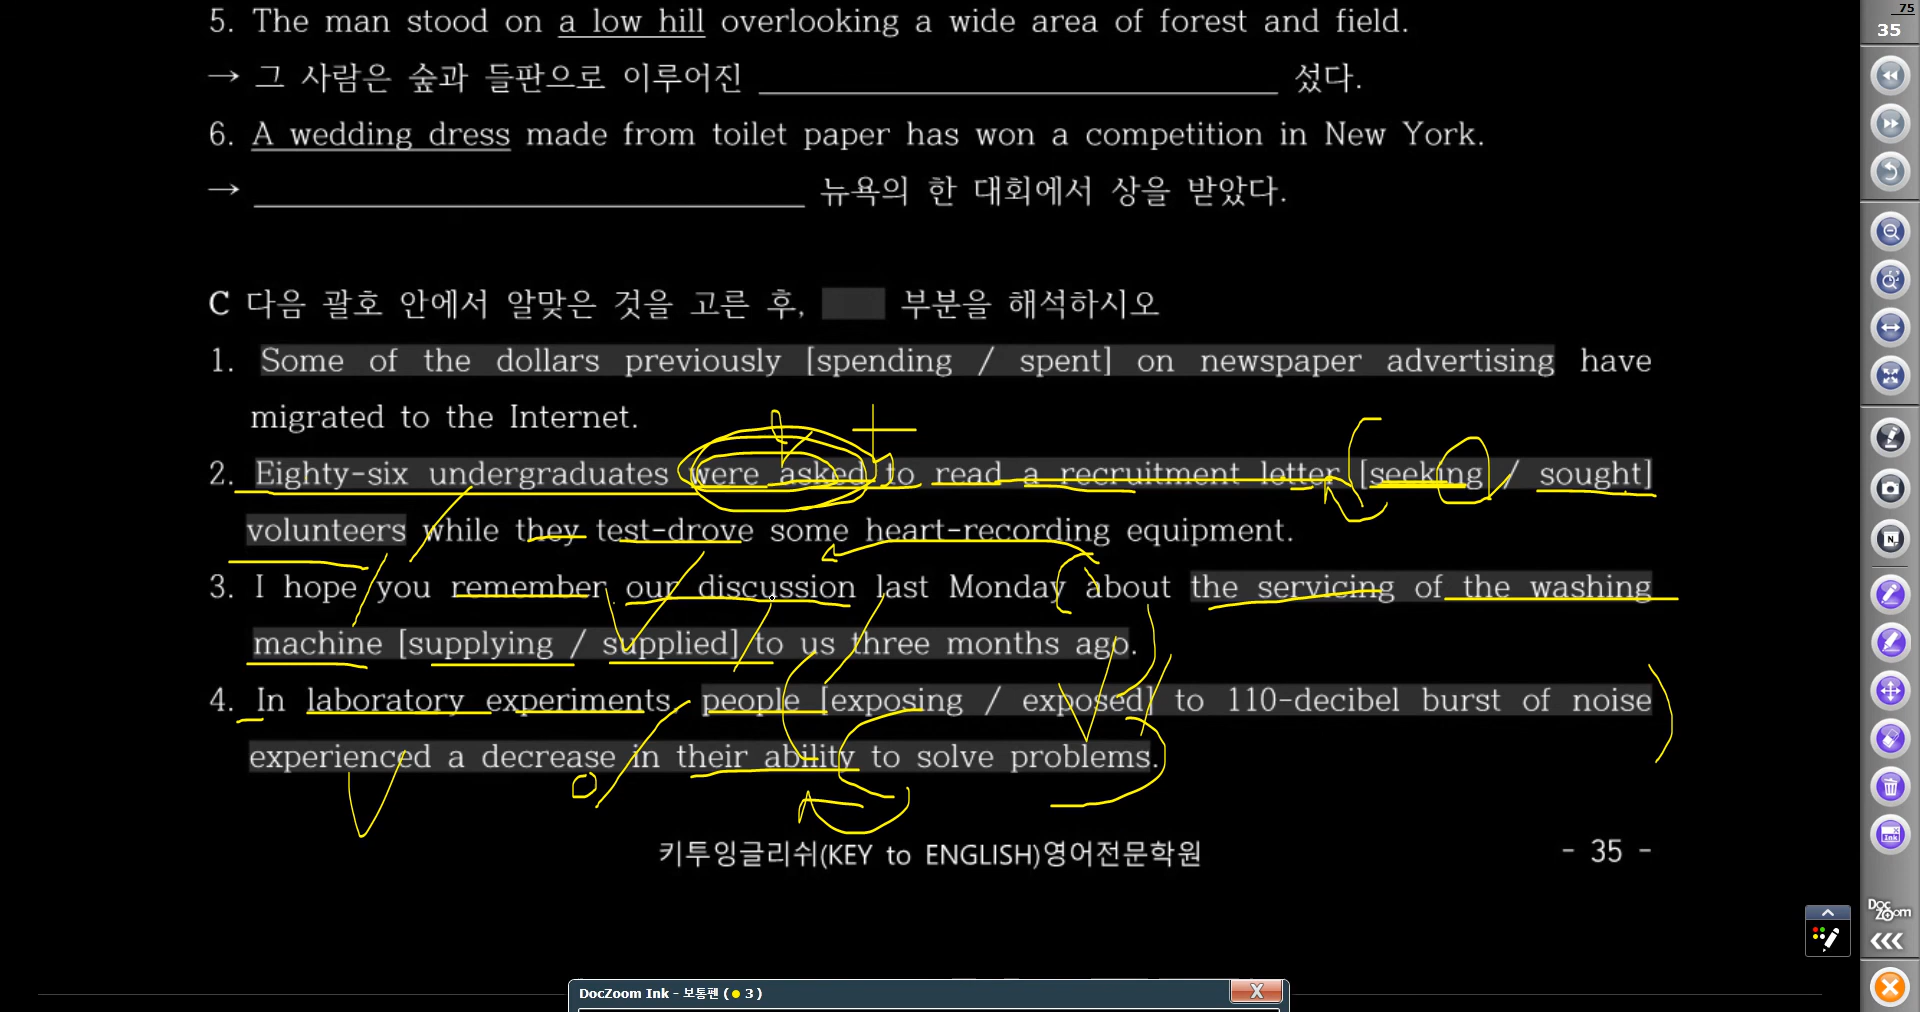 75
35
5. The man stood on a low hill overlooking a wide area of forest and field.
→ 그 사람은 숲과 들판으로 이루어진 ______ 섰다.
6. A wedding dress made from toilet paper has won a competition in New York.
→ ______ 뉴욕의 한 대회에서 상을 받았다.
C 다음 괄호 안에서 알맞은 것을 고른 후, 부분을 해석하시오
1. Some of the dollars previously [spending / spent] on newspaper advertising have
migrated to the Internet.
2. Eighty-six undergraduates were asked to read a recruitment letter [seeking / sought]
volunteers while they test-drove some heart-recording equipment.
3. I hope you remember our discussion last Monday about the servicing of the washing
machine [supplying / supplied] to us three months ago.
4. In laboratory experiments, people [exposing / exposed] to 110-decibel burst of noise
experienced a decrease in their ability to solve problems.
키투잉글리쉬(KEY to ENGLISH)영어전문학원
- 35 -
Doc Zoom
DocZoom Ink - 보통펜 ( 3 )